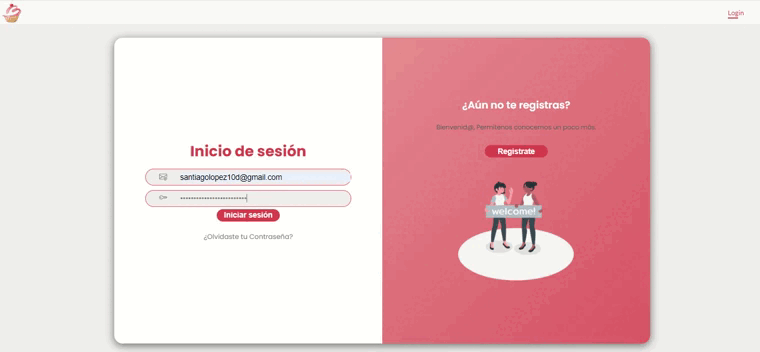 Login
Inicio de sesión
santiagolopez10d@gmail.com
Iniciar sesión
¿Olvidaste tu Contraseña?
¿Aún no te registras?
Bienvenid@, Permítenos conocernos un poco más.
Registrate
welcome!